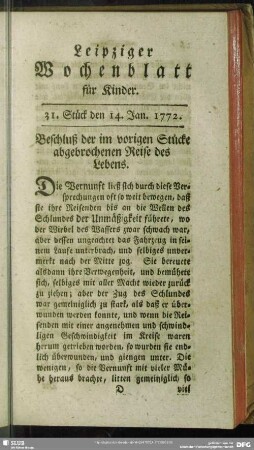 Leipziger
Wochenblatt
für Kinder.
31. Stück den 14. Jan. 1772.
Beschluß der im vorigen Stücke
abgebrochenen Reise des
Lebens.
Die Vernunft ließ sich durch diese Ver-
sprechungen oft so weit bewegen, daß
sie ihre Reisenden bis an die Wellen des
Schlundes der Unmäßigkeit führete, wo
der Wirbel des Wassers zwar schwach war,
aber dessen ungeachtet das Fahrzeug in sei-
nem Laufe unterbrach, und selbiges unver-
merkt nach der Mitte zog. Sie bereuete
alsdann ihre Verwegenheit, und bemühete
sich, selbiges mit aller Macht wieder zurück
zu ziehen; aber der Zug des Schlundes
war gemeiniglich zu stark, als daß er über-
wunden werden konnte, und wenn die Rei-
senden mit einer angenehmen und schwind-
ligen Geschwindigkeit im Kreise waren
herum getrieben worden, so wurden sie end-
lich überwunden, und giengen unter. Die
wenigen, so die Vernunft mit vieler Mü-
he heraus brachte, litten gemeiniglich so
D viel
SLUB
DFG